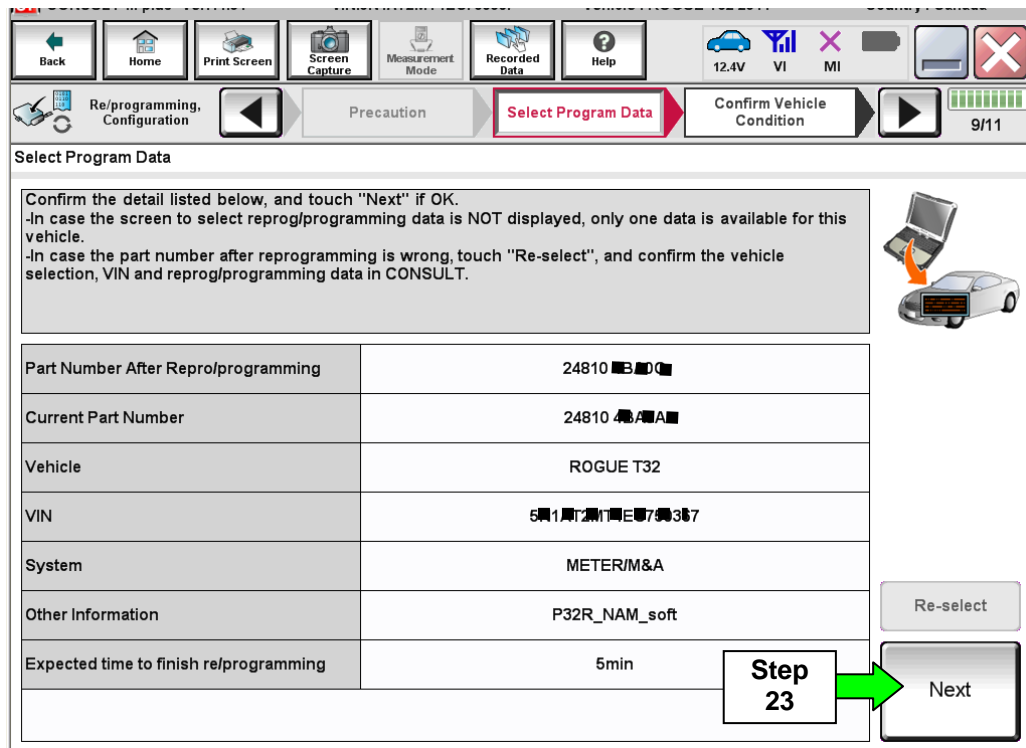 Back
Home
Print Screen
Screen Capture
Measurement Mode
Recorded Data
Help
12.4V
VI
MI
Re/programming, Configuration
Precaution
Select Program Data
Confirm Vehicle Condition
9/11
Select Program Data
Confirm the detail listed below, and touch "Next" if OK.
-In case the screen to select reprog/programming data is NOT displayed, only one data is available for this
vehicle.
-In case the part number after reprogramming is wrong, touch "Re-select", and confirm the vehicle
selection, VIN and reprog/programming data in CONSULT.
Part Number After Repro/programming
24810
Current Part Number
24810
Vehicle
ROGUE T32
VIN
System
METER/M&A
Other Information
P32R_NAM_soft
Expected time to finish re/programming
5min
Re-select
Step
23
Next